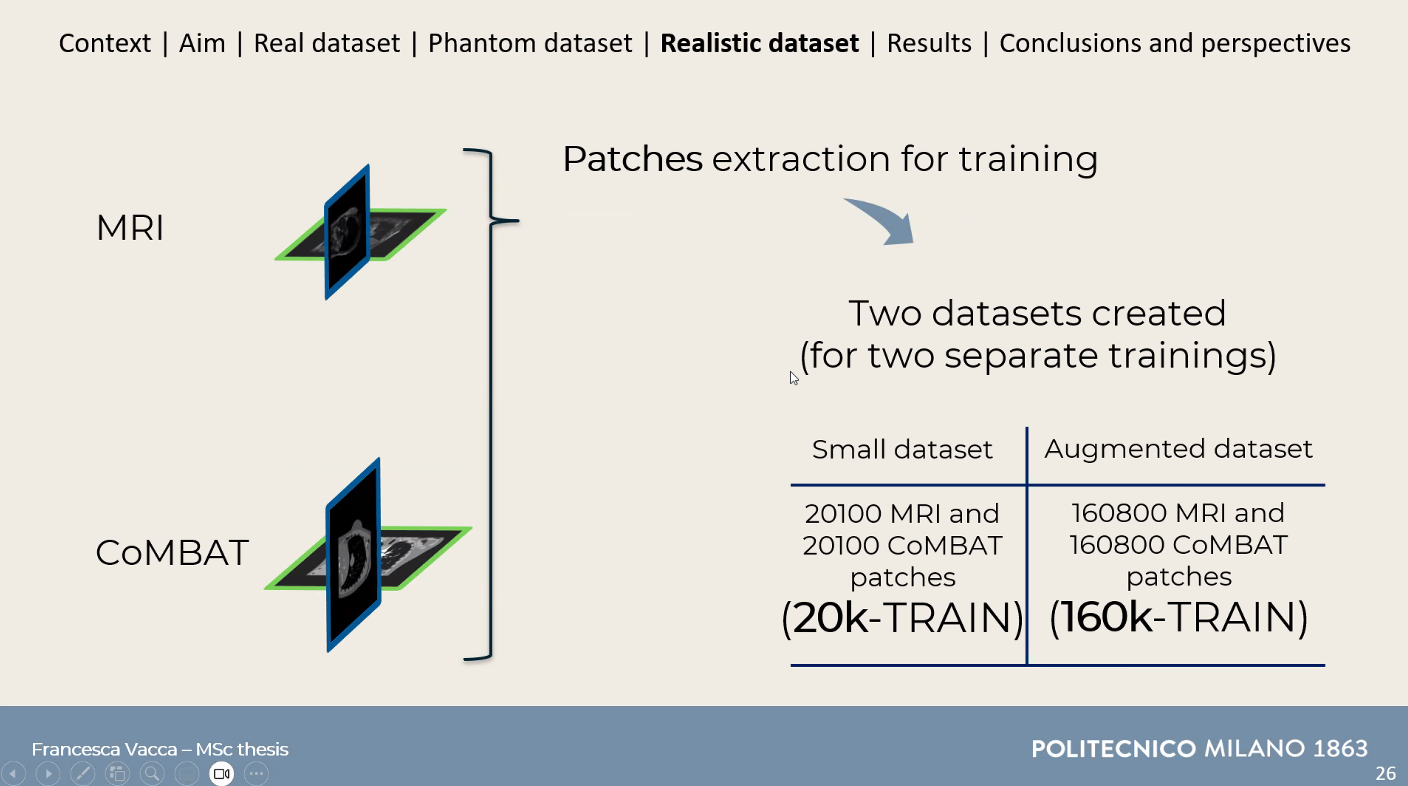 Context | Aim | Real dataset | Phantom dataset | Realistic dataset | Results | Conclusions and perspectives
Patches extraction for training
MRI
Two datasets created
(for two separate trainings)
Small dataset
Augmented dataset
20100 MRI and
20100 CoMBAT
patches
(20k-TRAIN)
160800 MRI and
160800 CoMBAT
patches
(160k-TRAIN)
CoMBAT
Francesca Vacca – MSc thesis
POLITECNICO MILANO 1863
26